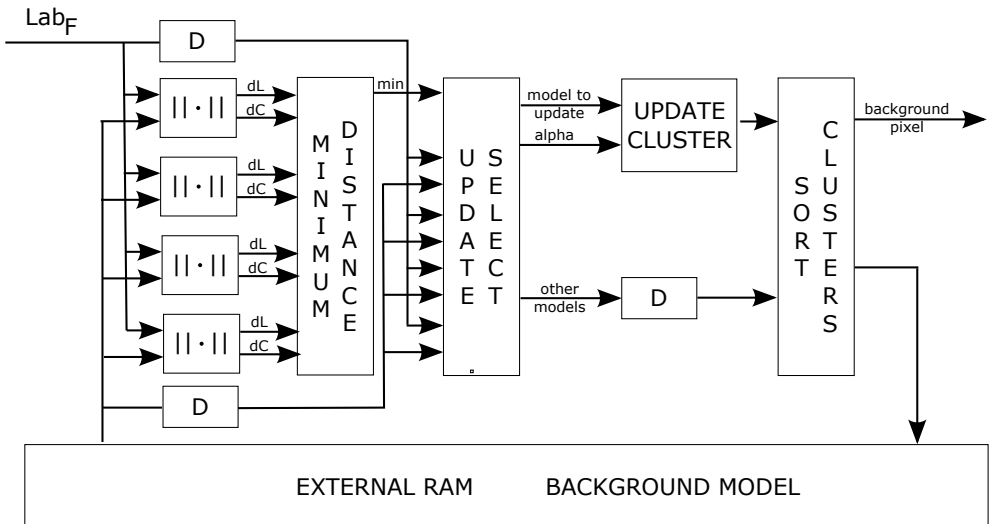 Lab_F
D
|| · ||
dL
dC
|| · ||
dL
dC
|| · ||
dL
dC
|| · ||
dL
dC
D
MINIMUM
DISTANCE
min
UPDATE
SELECT
model to
update
alpha
other
models
UPDATE
CLUSTER
D
SORT
CLUSTERS
background
pixel
EXTERNAL RAM BACKGROUND MODEL